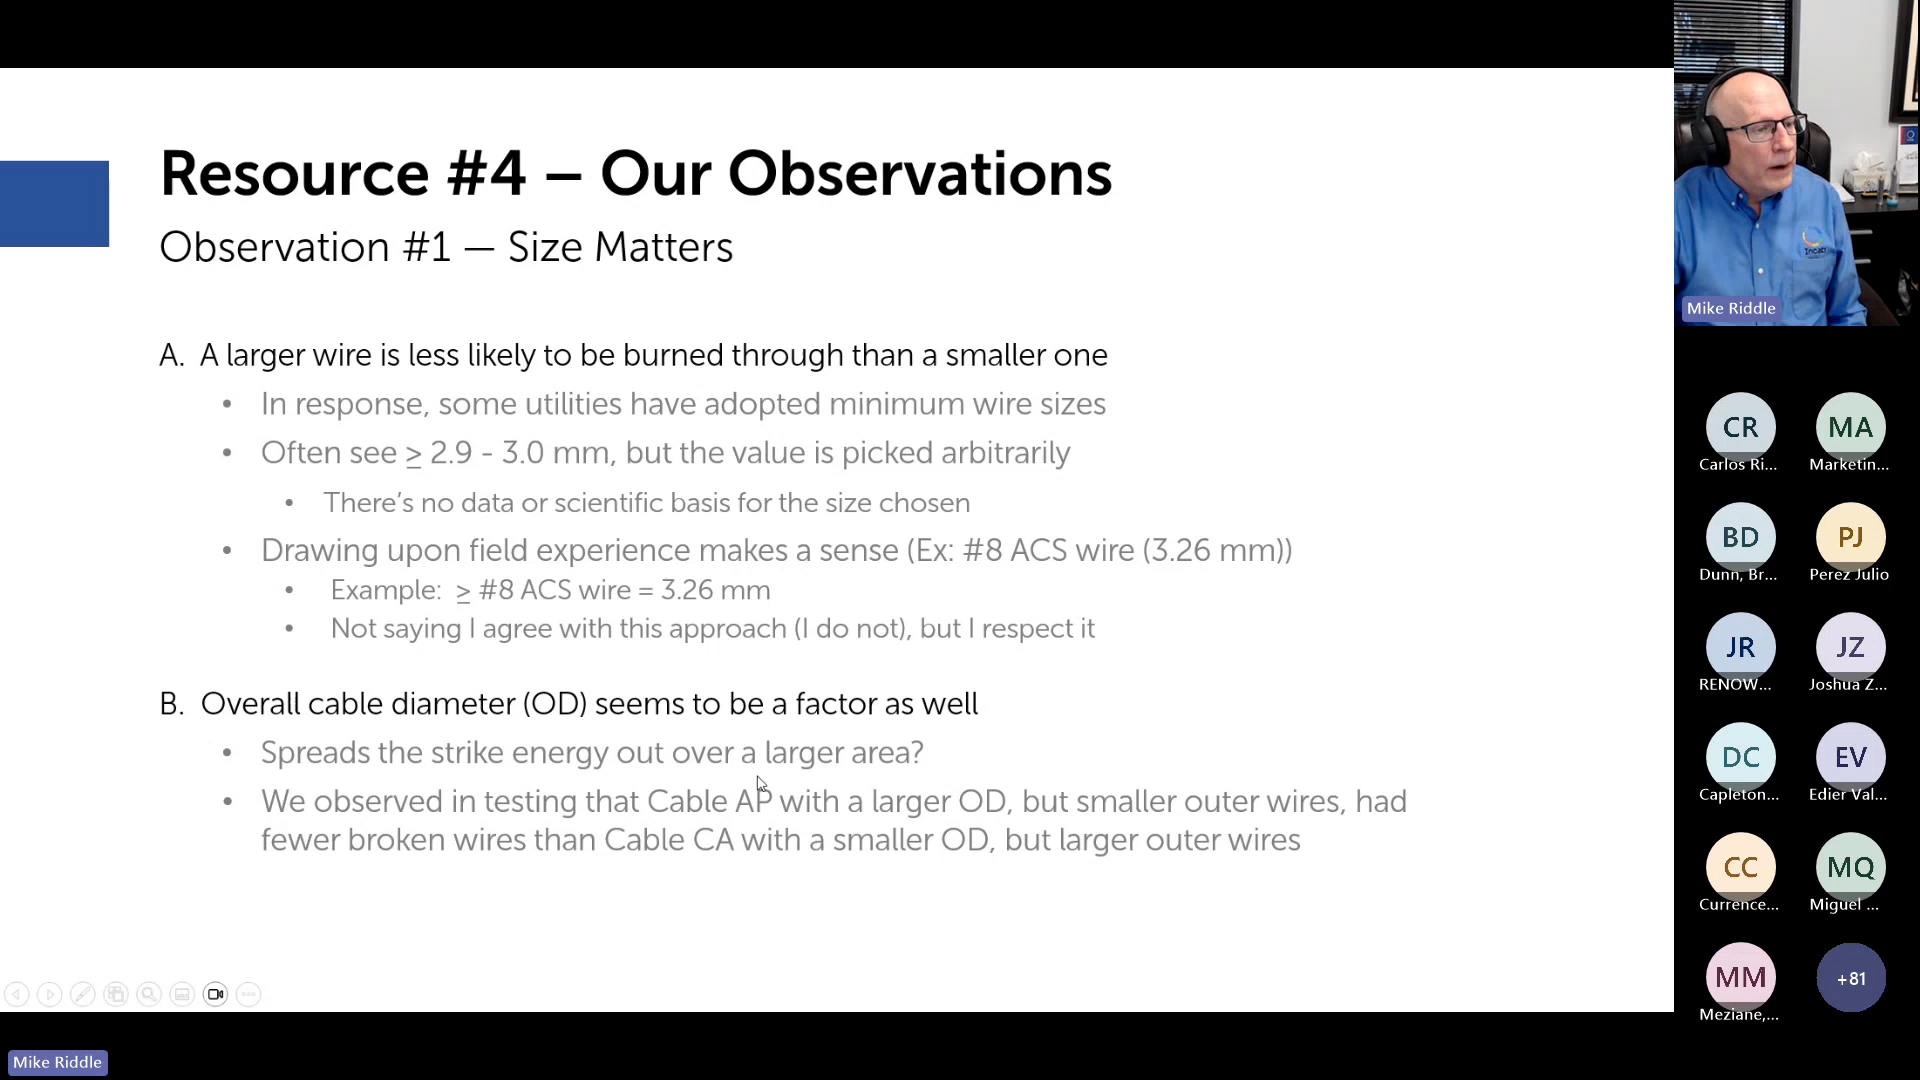 Resource #4 – Our Observations
Observation #1 — Size Matters
A. A larger wire is less likely to be burned through than a smaller one
• In response, some utilities have adopted minimum wire sizes
• Often see ≥ 2.9 - 3.0 mm, but the value is picked arbitrarily
• There's no data or scientific basis for the size chosen
• Drawing upon field experience makes a sense (Ex: #8 ACS wire (3.26 mm))
• Example: ≥ #8 ACS wire = 3.26 mm
• Not saying I agree with this approach (I do not), but I respect it
B. Overall cable diameter (OD) seems to be a factor as well
• Spreads the strike energy out over a larger area?
• We observed in testing that Cable AP with a larger OD, but smaller outer wires, had
fewer broken wires than Cable CA with a smaller OD, but larger outer wires
Mike Riddle
Mike Riddle
CR MA
Carlos Ri... Marketin...
BD PJ
Dunn, Br... Perez Julio
JR JZ
RENOW... Joshua Z...
DC EV
Capleton... Edier Val...
CC MQ
Currence... Miguel ...
MM +81
Meziane,...